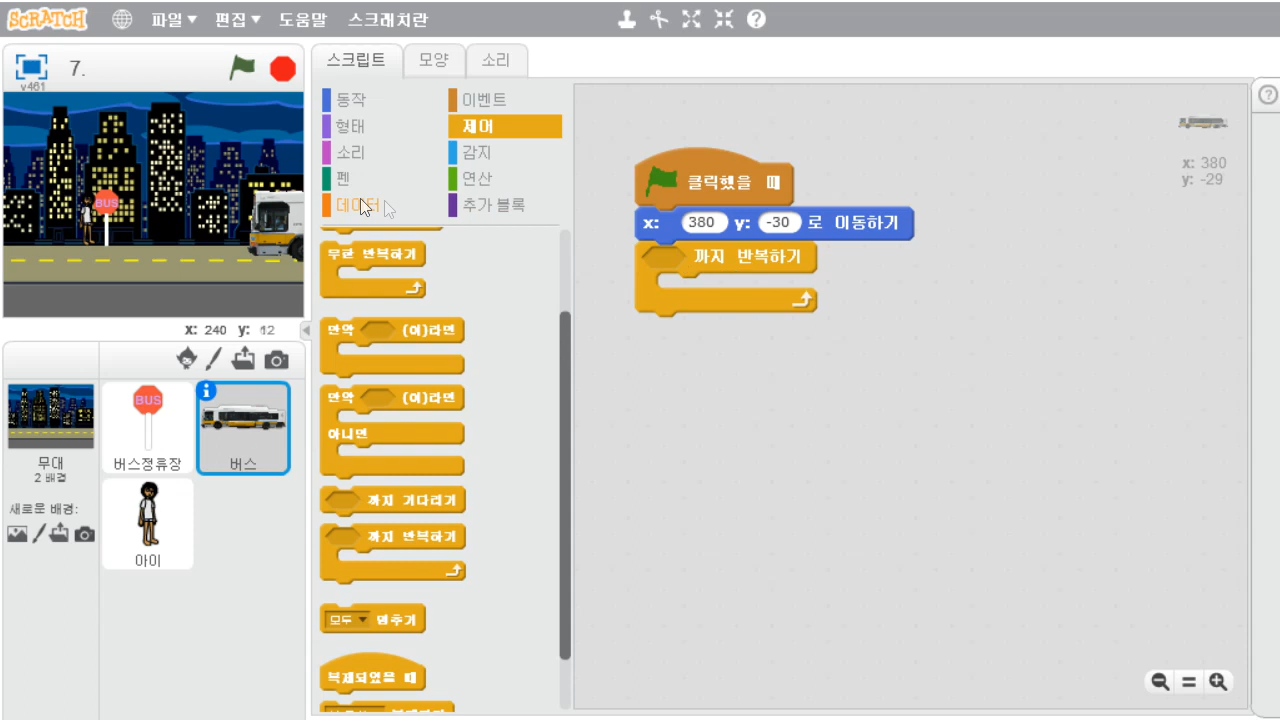 SCRATCH 파일▼ 편집▼ 도움말 스크래치란
7.
v461
스크립트 모양 소리
동작 이벤트
형태 제어
소리 감지
펜 연산
데이터 추가 블록
BUS
무한 반복하기
만약 (이)라면
만약 (이)라면
아니면
까지 기다리기
까지 반복하기
모두 멈추기
복제되었을 때
클릭했을 때
x: 380 y: -30 로 이동하기
까지 반복하기
x: 380
y: -29
x: 240 y: 12
BUS
무대
2 배경
버스정류장
버스
새로운 배경:
아이